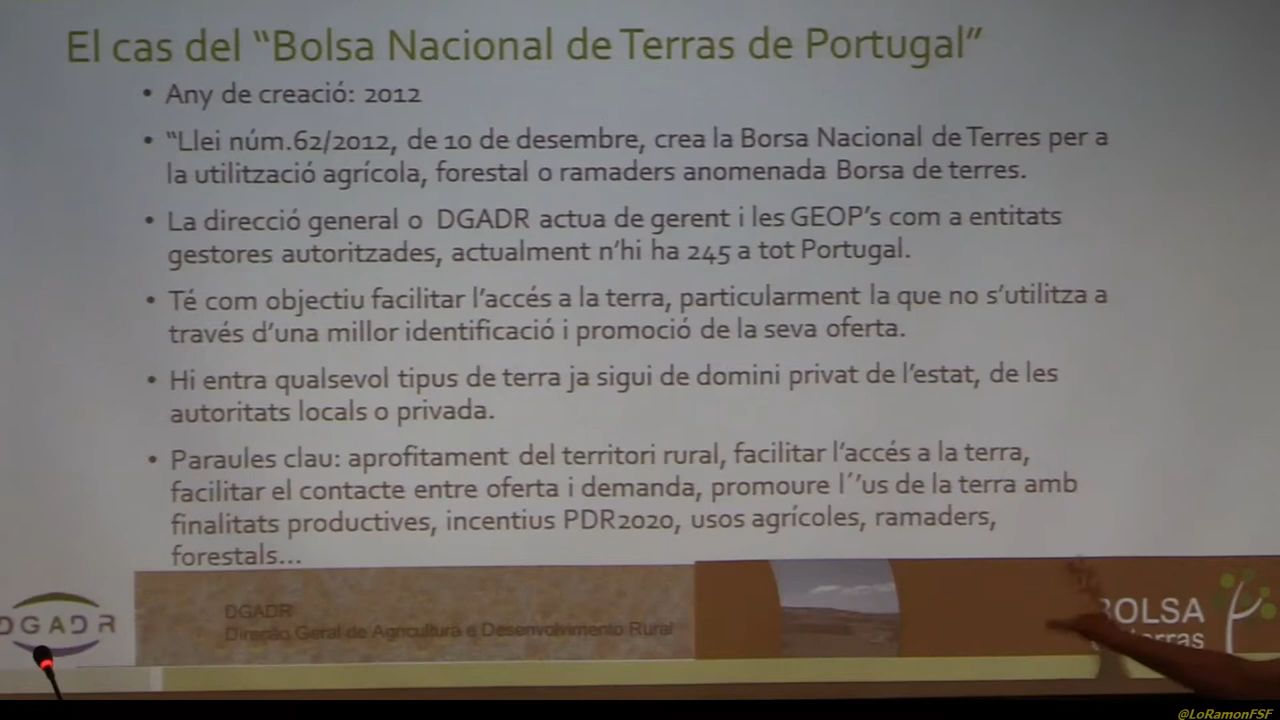 El cas del “Bolsa Nacional de Terras de Portugal”
• Any de creació: 2012
• “Llei núm.62/2012, de 10 de desembre, crea la Borsa Nacional de Terres per a
la utilització agrícola, forestal o ramaders anomenada Borsa de terres.
• La direcció general o DGADR actua de gerent i les GEOP’s com a entitats
gestores autoritzades, actualment n’hi ha 245 a tot Portugal.
• Té com objectiu facilitar l’accés a la terra, particularment la que no s’utilitza a
través d’una millor identificació i promoció de la seva oferta.
• Hi entra qualsevol tipus de terra ja sigui de domini privat de l’estat, de les
autoritats locals o privada.
• Paraules clau: aprofitament del territori rural, facilitar l’accés a la terra,
facilitar el contacte entre oferta i demanda, promoure l´’us de la terra amb
finalitats productives, incentius PDR2020, usos agrícoles, ramaders,
forestals...
DGADR
DGADR
Direção Geral de Agricultura e Desenvolvimento Rural
BOLSA
terras
@LoRamonFSF